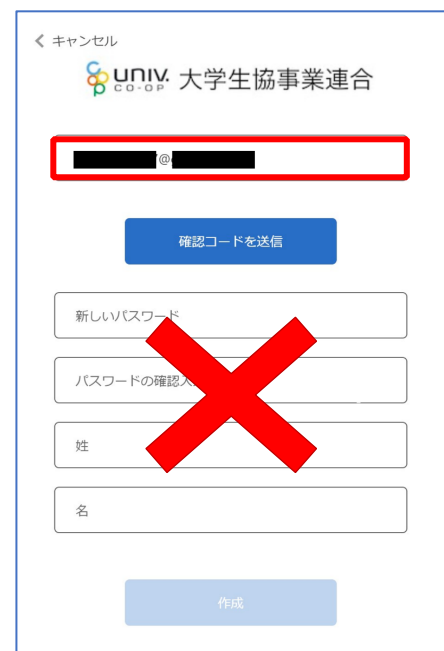 キャンセル
univ. CO-OP 大学生協事業連合
@
確認コードを送信
新しいパスワード
パスワードの確認入
姓
名
作成